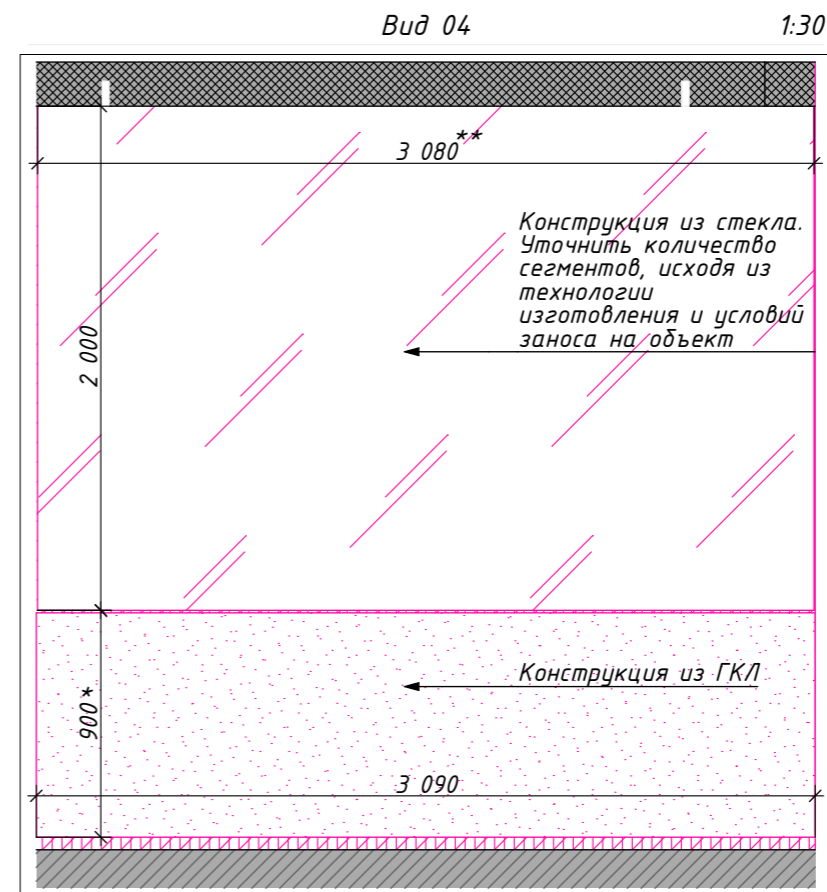 Вид 04 1:30
3 080**
Конструкция из стекла.
Уточнить количество
сегментов, исходя из
технологии
изготовления и условий
заноса на объект
2 000
Конструкция из ГКЛ
900*
3 090